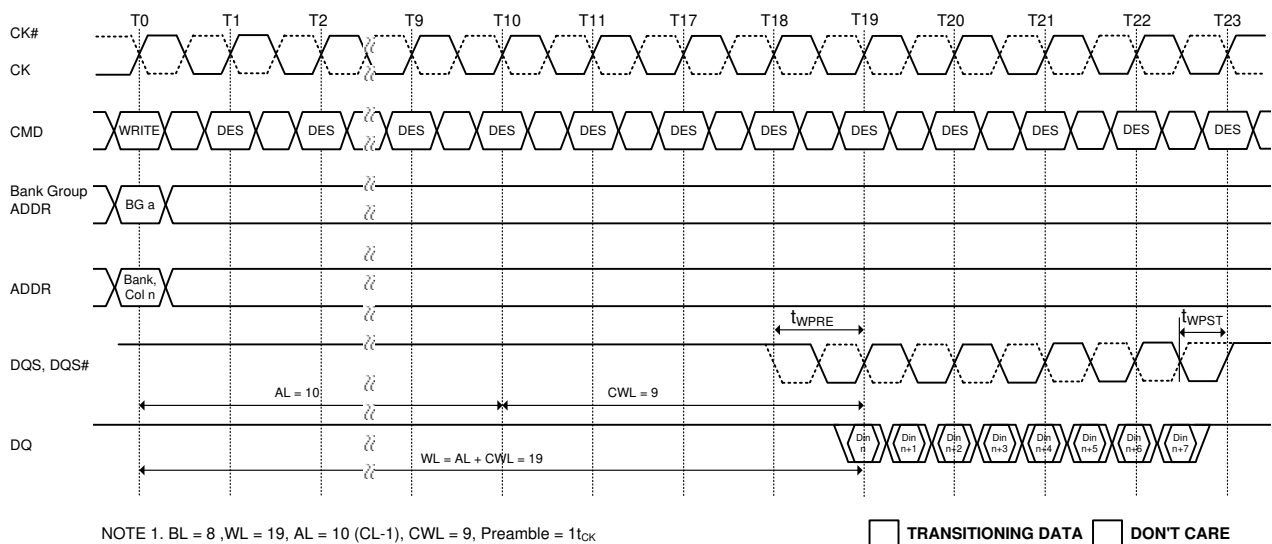 T0 T1 T2 T9 T10 T11 T17 T18 T19 T20 T21 T22 T23
CK#
CK
CMD WRITE DES DES DES DES DES DES DES DES DES DES DES DES
Bank Group
ADDR
BG a
ADDR
Bank,
Col n
tWPRE tWPST
DQS, DQS#
AL = 10 CWL = 9
DQ
Din
n
Din
n+1
Din
n+2
Din
n+3
Din
n+4
Din
n+5
Din
n+6
Din
n+7
WL = AL + CWL = 19
NOTE 1. BL = 8 ,WL = 19, AL = 10 (CL-1), CWL = 9, Preamble = 1tCK
TRANSITIONING DATA DON'T CARE